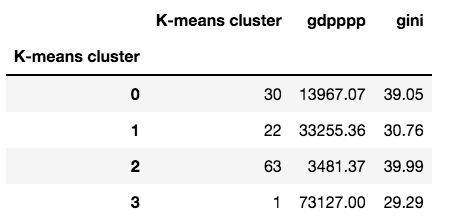 K-means cluster gdpppp gini
K-means cluster
0 30 13967.07 39.05
1 22 33255.36 30.76
2 63 3481.37 39.99
3 1 73127.00 29.29